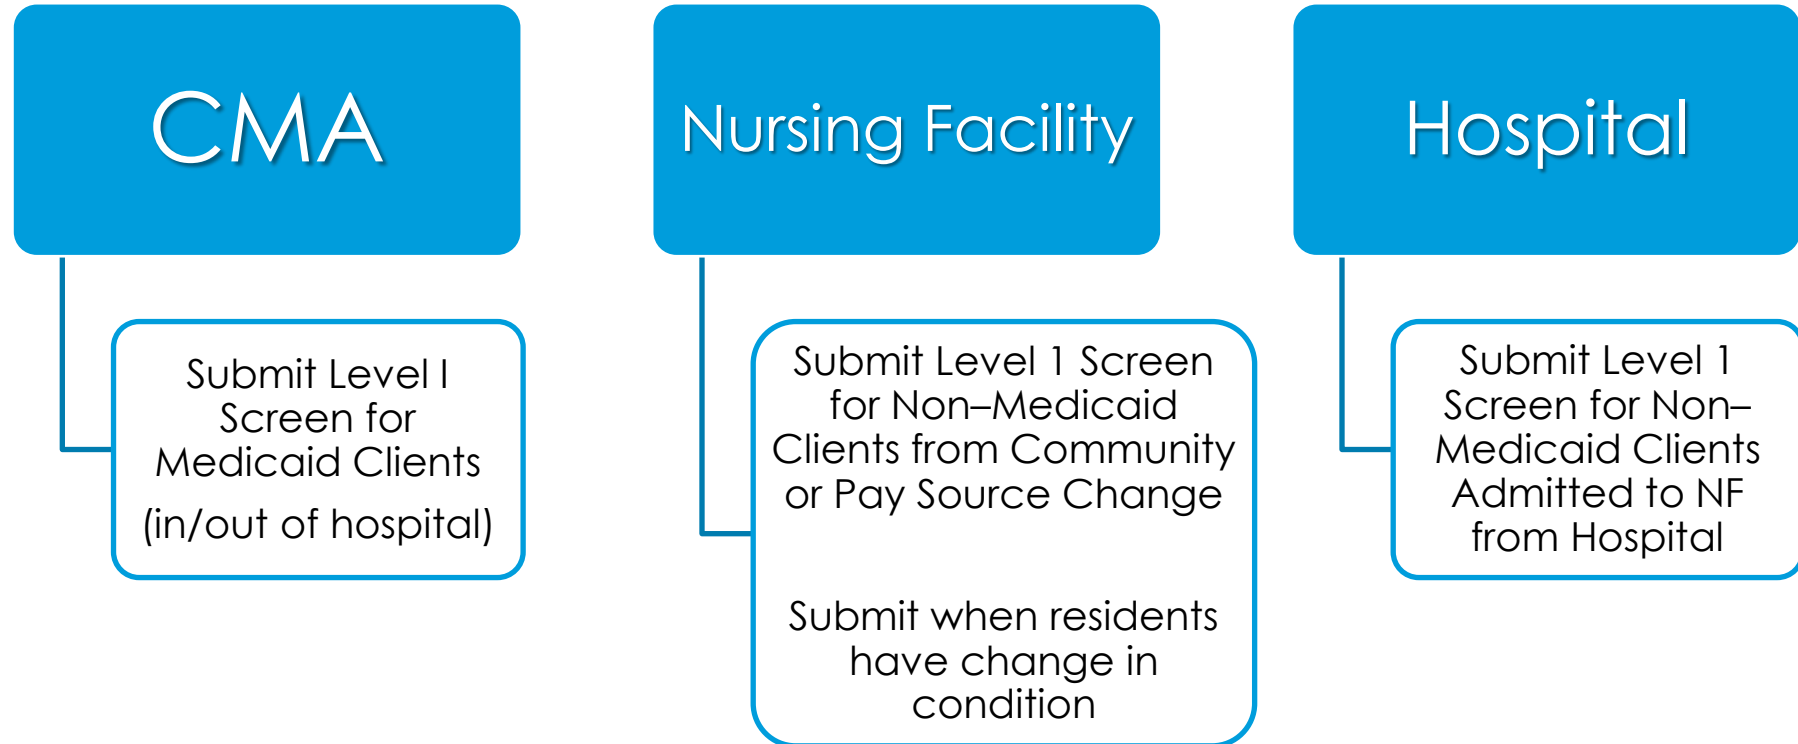 CMA
Submit Level I
Screen for
Medicaid Clients
(in/out of hospital)
Nursing Facility
Submit Level 1 Screen
for Non–Medicaid
Clients from Community
or Pay Source Change
Submit when residents
have change in
condition
Hospital
Submit Level 1
Screen for Non–
Medicaid Clients
Admitted to NF
from Hospital